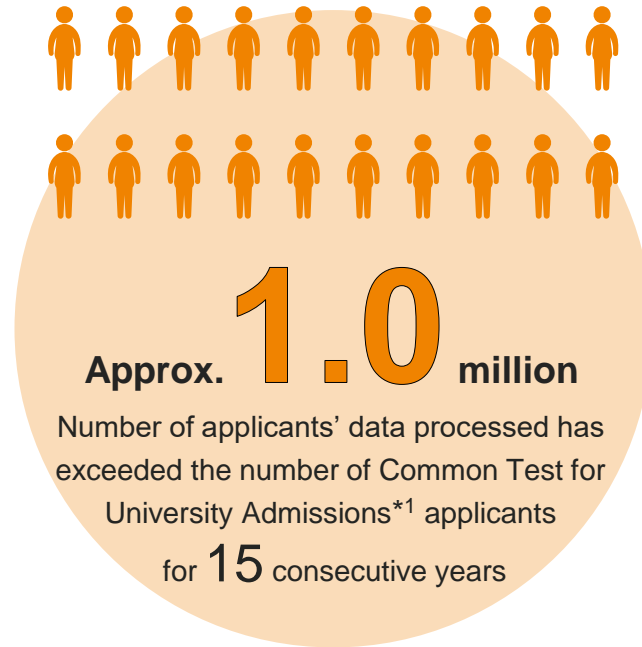 Approx. 1.0 million
Number of applicants’ data processed has
exceeded the number of Common Test for
University Admissions*1 applicants
for 15 consecutive years